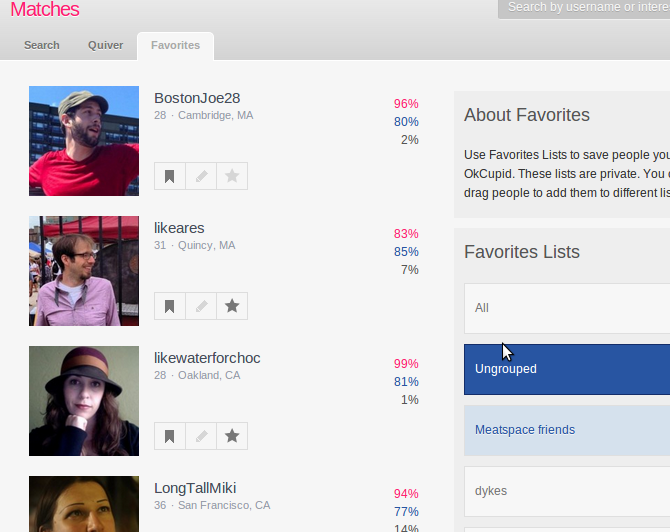 Matches
Search by username or intere
Search Quiver Favorites
BostonJoe28
28 · Cambridge, MA
96%
80%
2%
likeares
31 · Quincy, MA
83%
85%
7%
likewaterforchoc
28 · Oakland, CA
99%
81%
1%
LongTallMiki
36 · San Francisco, CA
94%
77%
14%
About Favorites
Use Favorites Lists to save people you
OkCupid. These lists are private. You c
drag people to add them to different lis
Favorites Lists
All
Ungrouped
Meatspace friends
dykes